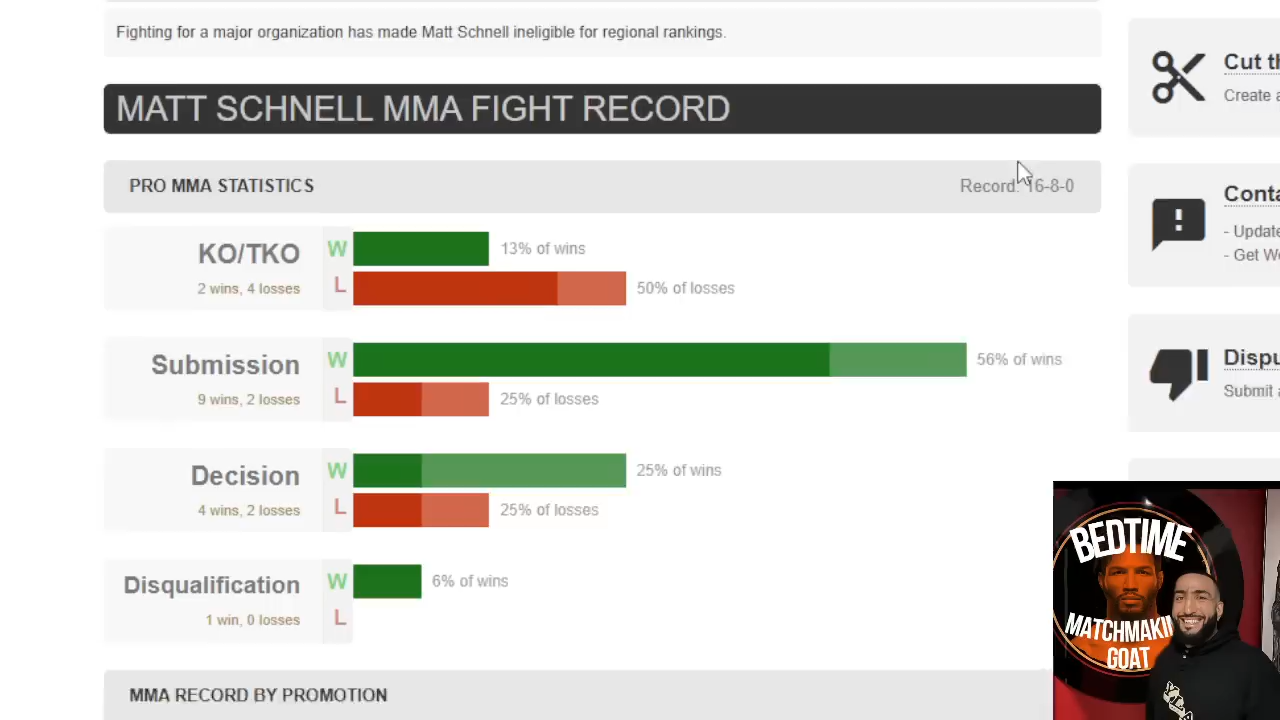 Fighting for a major organization has made Matt Schnell ineligible for regional rankings.
MATT SCHNELL MMA FIGHT RECORD
PRO MMA STATISTICS
Record: 16-8-0
KO/TKO
2 wins, 4 losses
W
13% of wins
L
50% of losses
Submission
9 wins, 2 losses
W
56% of wins
L
25% of losses
Decision
4 wins, 2 losses
W
25% of wins
L
25% of losses
Disqualification
1 win, 0 losses
W
6% of wins
L
MMA RECORD BY PROMOTION
Cut
Create
- Update
- Get
Submit
BEDTIME
GOAT